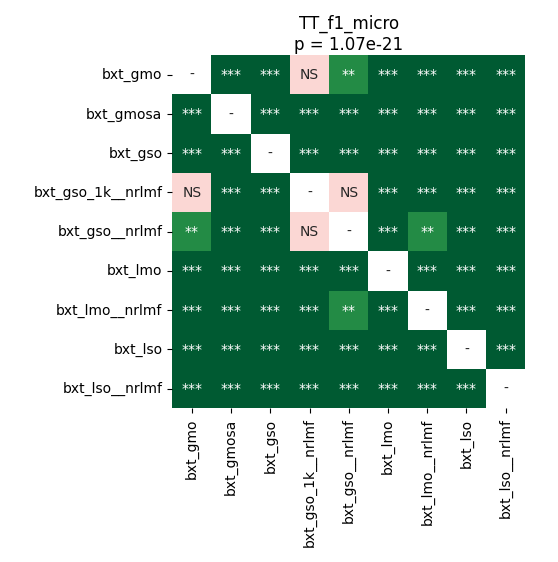 TT_f1_micro
p = 1.07e-21
bxt_gmo - *** *** NS ** *** *** *** ***
bxt_gmosa *** - *** *** *** *** *** *** ***
bxt_gso *** *** - *** *** *** *** *** ***
bxt_gso_1k__nrlmf NS *** *** - NS *** *** *** ***
bxt_gso__nrlmf ** *** *** NS - *** ** *** ***
bxt_lmo *** *** *** *** *** - *** *** ***
bxt_lmo__nrlmf *** *** *** *** ** *** - *** ***
bxt_lso *** *** *** *** *** *** *** - ***
bxt_lso__nrlmf *** *** *** *** *** *** *** *** -
bxt_gmo
bxt_gmosa
bxt_gso
bxt_gso_1k__nrlmf
bxt_gso__nrlmf
bxt_lmo
bxt_lmo__nrlmf
bxt_lso
bxt_lso__nrlmf